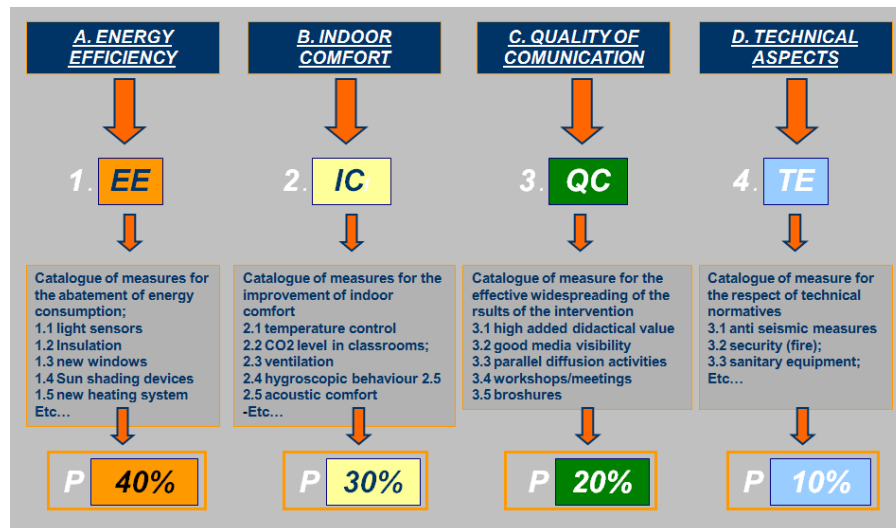 A. ENERGY
EFFICIENCY
1. EE
Catalogue of measures for
the abatement of energy
consumption;
1.1 light sensors
1.2 Insulation
1.3 new windows
1.4 Sun shading devices
1.5 new heating system
Etc…
P 40%
B. INDOOR
COMFORT
2. IC
Catalogue of measures for the
improvement of indoor
comfort
2.1 temperature control
2.2 CO2 level in classrooms;
2.3 ventilation
2.4 hygroscopic behaviour 2.5
2.5 acoustic comfort
-Etc…
P 30%
C. QUALITY OF
COMUNICATION
3. QC
Catalogue of measure for the
effective widespreading of the
rsults of the intervention
3.1 high added didactical value
3.2 good media visibility
3.3 parallel diffusion activities
3.4 workshops/meetings
3.5 broshures
P 20%
D. TECHNICAL
ASPECTS
4. TE
Catalogue of measure for
the respect of technical
normatives
3.1 anti seismic measures
3.2 security (fire);
3.3 sanitary equipment;
Etc…
P 10%